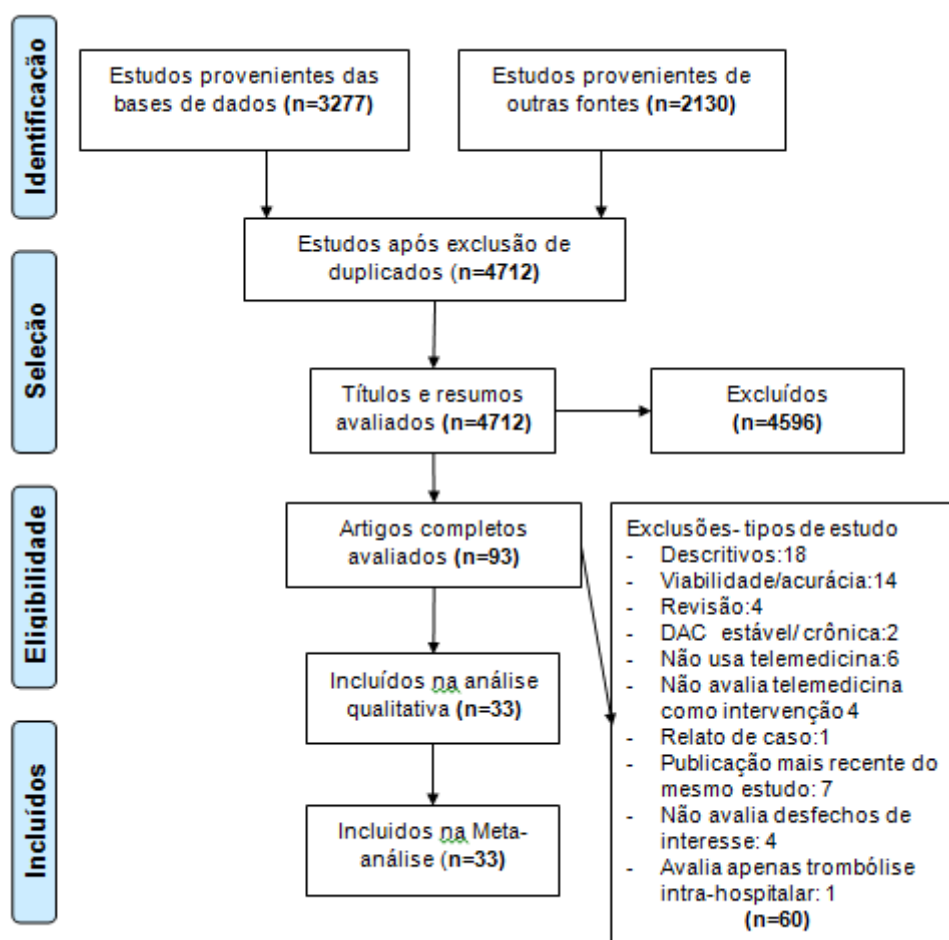 Identificação
Estudos provenientes das
bases de dados (n=3277)
Estudos provenientes de
outras fontes (n=2130)
Estudos após exclusão de
duplicados (n=4712)
Seleção
Títulos e resumos
avaliados (n=4712)
Excluídos
(n=4596)
Eligibilidade
Artigos completos
avaliados (n=93)
Exclusões- tipos de estudo
- Descritivos:18
- Viabilidade/acurácia:14
- Revisão:4
- DAC estável/ crônica:2
- Não usa telemedicina:6
- Não avalia telemedicina
como intervenção 4
- Relato de caso:1
- Publicação mais recente do
mesmo estudo: 7
- Não avalia desfechos de
interesse: 4
- Avalia apenas trombólise
intra-hospitalar: 1
(n=60)
Incluídos na análise
qualitativa (n=33)
Incluídos
Incluidos na Meta-
análise (n=33)